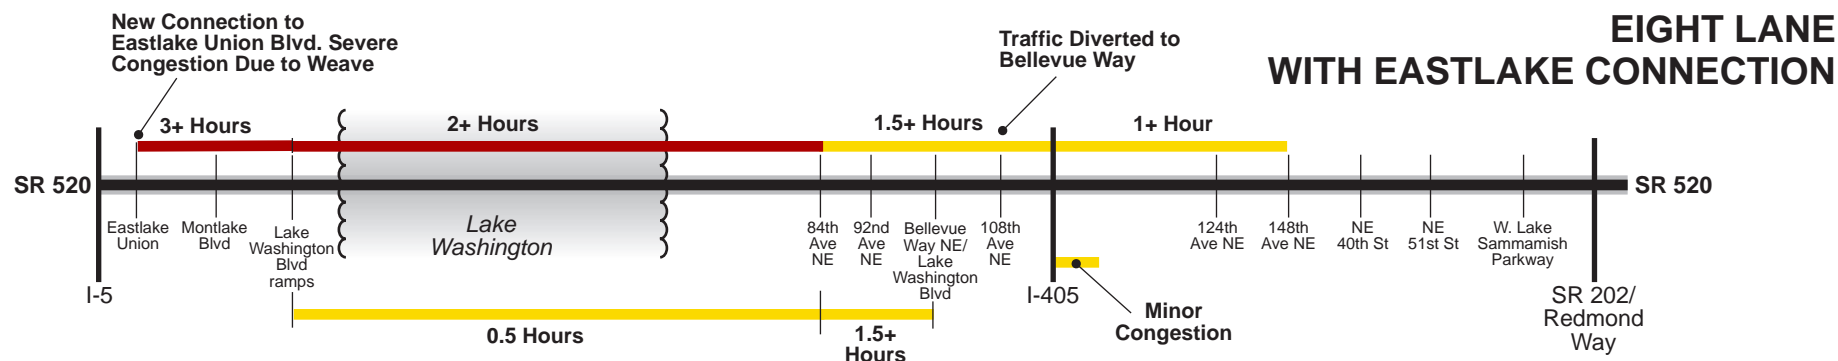 New Connection to
Eastlake Union Blvd. Severe
Congestion Due to Weave
Traffic Diverted to
Bellevue Way
EIGHT LANE
WITH EASTLAKE CONNECTION
3+ Hours
2+ Hours
1.5+ Hours
1+ Hour
SR 520
SR 520
Eastlake
Union
Montlake
Blvd
Lake
Washington
Blvd
ramps
Lake
Washington
84th
Ave
NE
92nd
Ave
NE
Bellevue
Way NE/
Lake
Washington
Blvd
108th
Ave
NE
124th
Ave NE
148th
Ave NE
NE
40th St
NE
51st St
W. Lake
Sammamish
Parkway
I-5
I-405
SR 202/
Redmond
Way
0.5 Hours
1.5+
Hours
Minor
Congestion